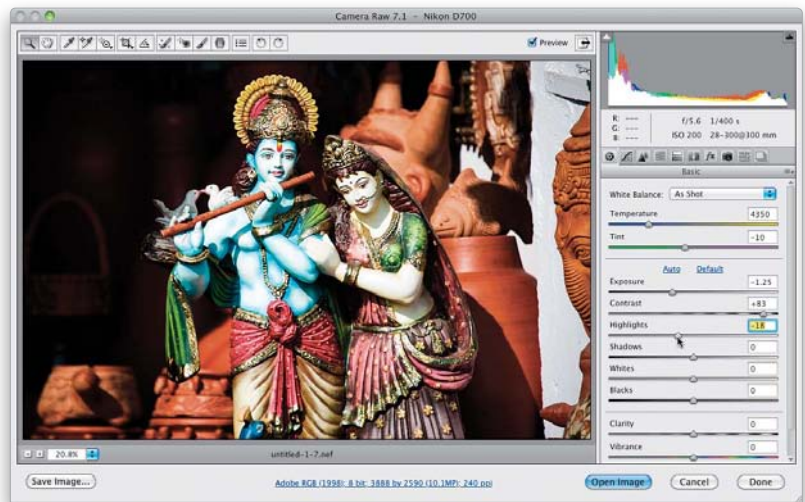 Camera Raw 7.1 - Nikon D700
Preview
R: ---
G: ---
B: ---
f/5.6 1/400 s
ISO 200 28-300@300 mm
fx
Basic
White Balance: As Shot
Temperature 4350
Tint -10
Auto Default
Exposure -1.25
Contrast +83
Highlights -18
Shadows 0
Whites 0
Blacks 0
Clarity 0
Vibrance 0
20.8%
untitled-1-7.nef
Save Image...
Adobe RGB (1998); 8 bit; 3888 by 2590 (10.1MP); 240 ppi
Open Image
Cancel
Done